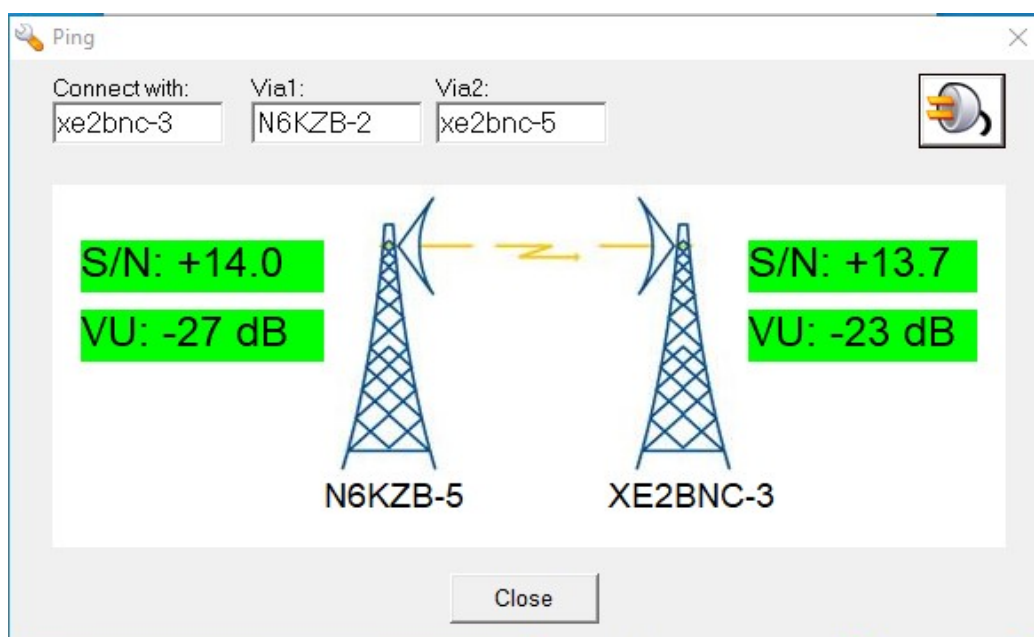 Ping
Connect with: Via1: Via2:
xe2bnc-3 N6KZB-2 xe2bnc-5
S/N: +14.0 S/N: +13.7
VU: -27 dB VU: -23 dB
N6KZB-5 XE2BNC-3
Close